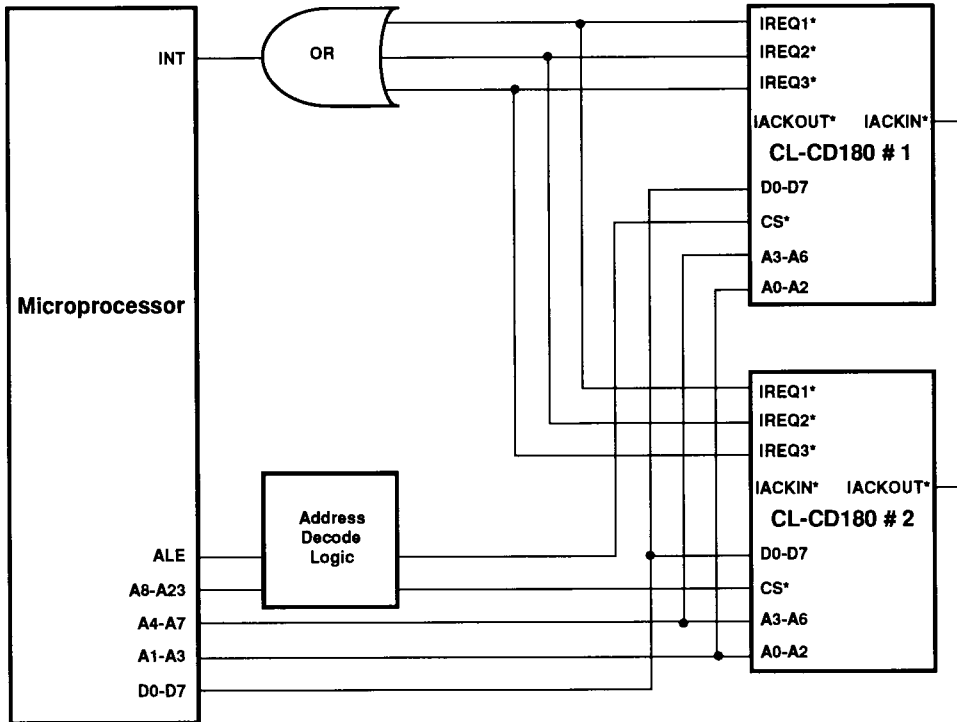 Microprocessor
INT
ALE
A8-A23
A4-A7
A1-A3
D0-D7
OR
Address
Decode
Logic
IREQ1*
IREQ2*
IREQ3*
IACKOUT* IACKIN*
CL-CD180 # 1
D0-D7
CS*
A3-A6
A0-A2
IREQ1*
IREQ2*
IREQ3*
IACKIN* IACKOUT*
CL-CD180 # 2
D0-D7
CS*
A3-A6
A0-A2